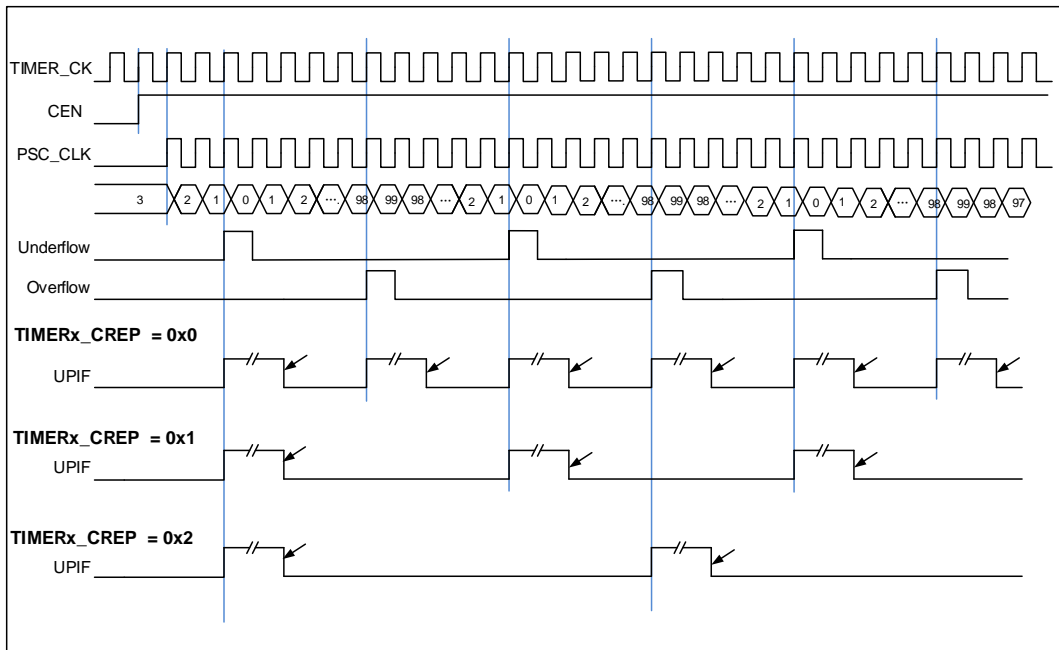 TIMER_CK
CEN
PSC_CLK
3 2 1 0 1 2 .... 98 99 98 ... 2 1 0 1 2 .... 98 99 98 ... 2 1 0 1 2 ... 98 99 98 97
Underflow
Overflow
TIMERx_CREP = 0x0
UPIF
TIMERx_CREP = 0x1
UPIF
TIMERx_CREP = 0x2
UPIF